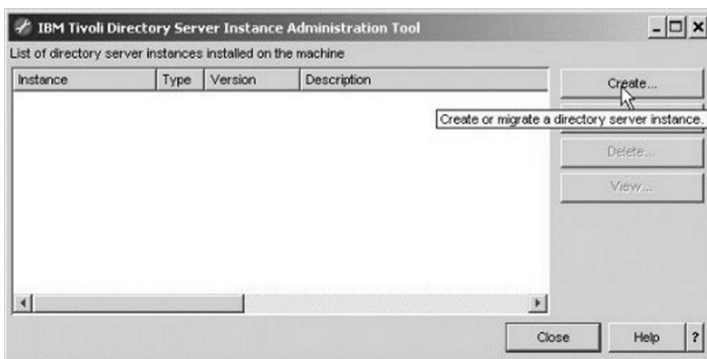 IBM Tivoli Directory Server Instance Administration Tool
List of directory server instances installed on the machine
Instance Type Version Description
Create...
Create or migrate a directory server instance.
Delete...
View...
Close Help ?